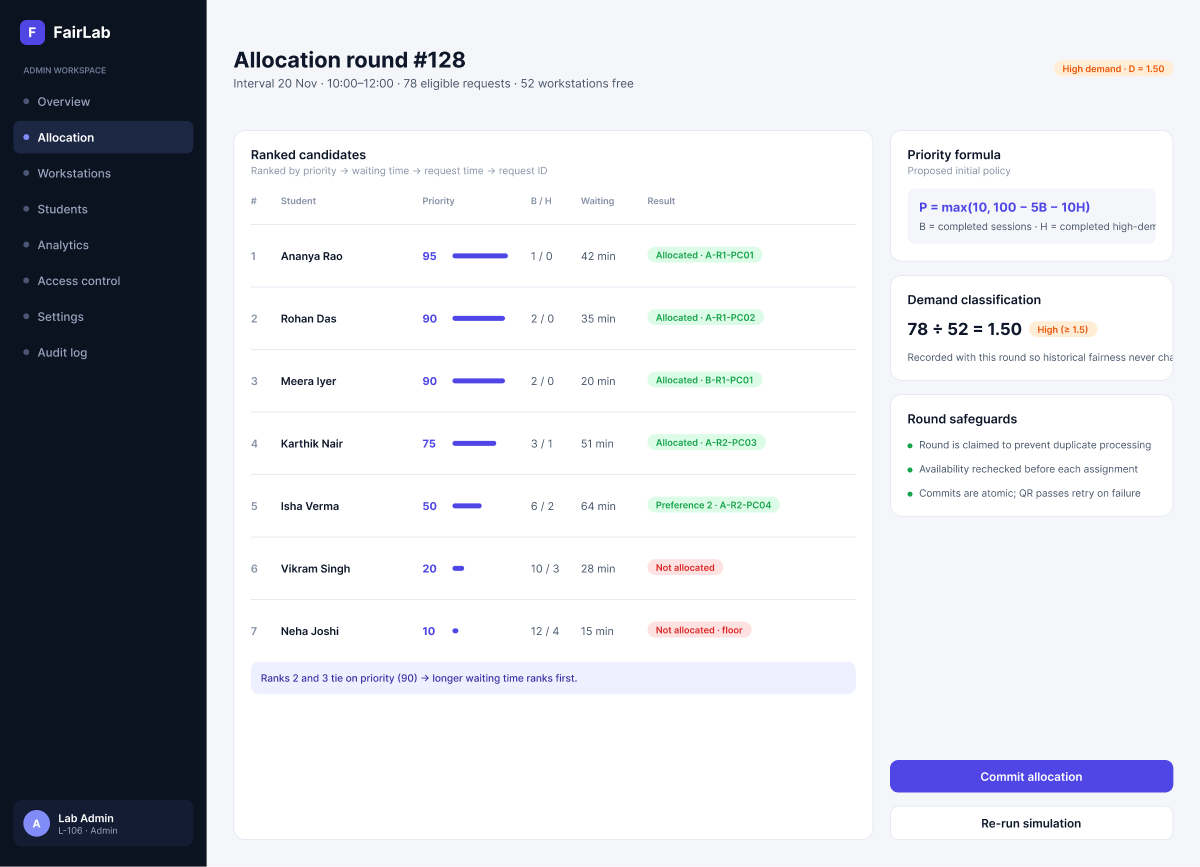 F FairLab
ADMIN WORKSPACE
Overview
Allocation
Workstations
Students
Analytics
Access control
Settings
Audit log
A
Lab Admin
L-106 · Admin
Allocation round #128
Interval 20 Nov · 10:00–12:00 · 78 eligible requests · 52 workstations free
High demand · D = 1.50
Ranked candidates
Ranked by priority → waiting time → request time → request ID
# Student Priority B / H Waiting Result
1 Ananya Rao 95 1 / 0 42 min Allocated · A-R1-PC01
2 Rohan Das 90 2 / 0 35 min Allocated · A-R1-PC02
3 Meera Iyer 90 2 / 0 20 min Allocated · B-R1-PC01
4 Karthik Nair 75 3 / 1 51 min Allocated · A-R2-PC03
5 Isha Verma 50 6 / 2 64 min Preference 2 · A-R2-PC04
6 Vikram Singh 20 10 / 3 28 min Not allocated
7 Neha Joshi 10 12 / 4 15 min Not allocated · floor
Ranks 2 and 3 tie on priority (90) → longer waiting time ranks first.
Priority formula
Proposed initial policy
P = max(10, 100 − 5B − 10H)
B = completed sessions · H = completed high-dem
Demand classification
78 ÷ 52 = 1.50 High (≥ 1.5)
Recorded with this round so historical fairness never cha
Round safeguards
Round is claimed to prevent duplicate processing
Availability rechecked before each assignment
Commits are atomic; QR passes retry on failure
Commit allocation
Re-run simulation